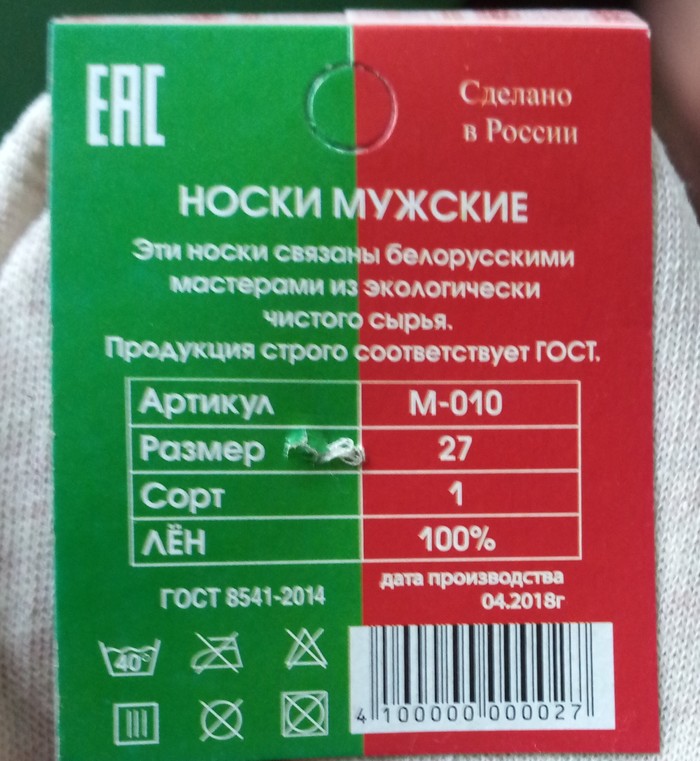 ЕАС
Сделано
в России
НОСКИ МУЖСКИЕ
Эти носки связаны белорусскими
мастерами из экологически
чистого сырья.
Продукция строго соответствует ГОСТ.
Артикул М-010
Размер 27
Сорт 1
ЛЁН 100%
ГОСТ 8541-2014
дата производства
04.2018г
40°
4 100000 000027